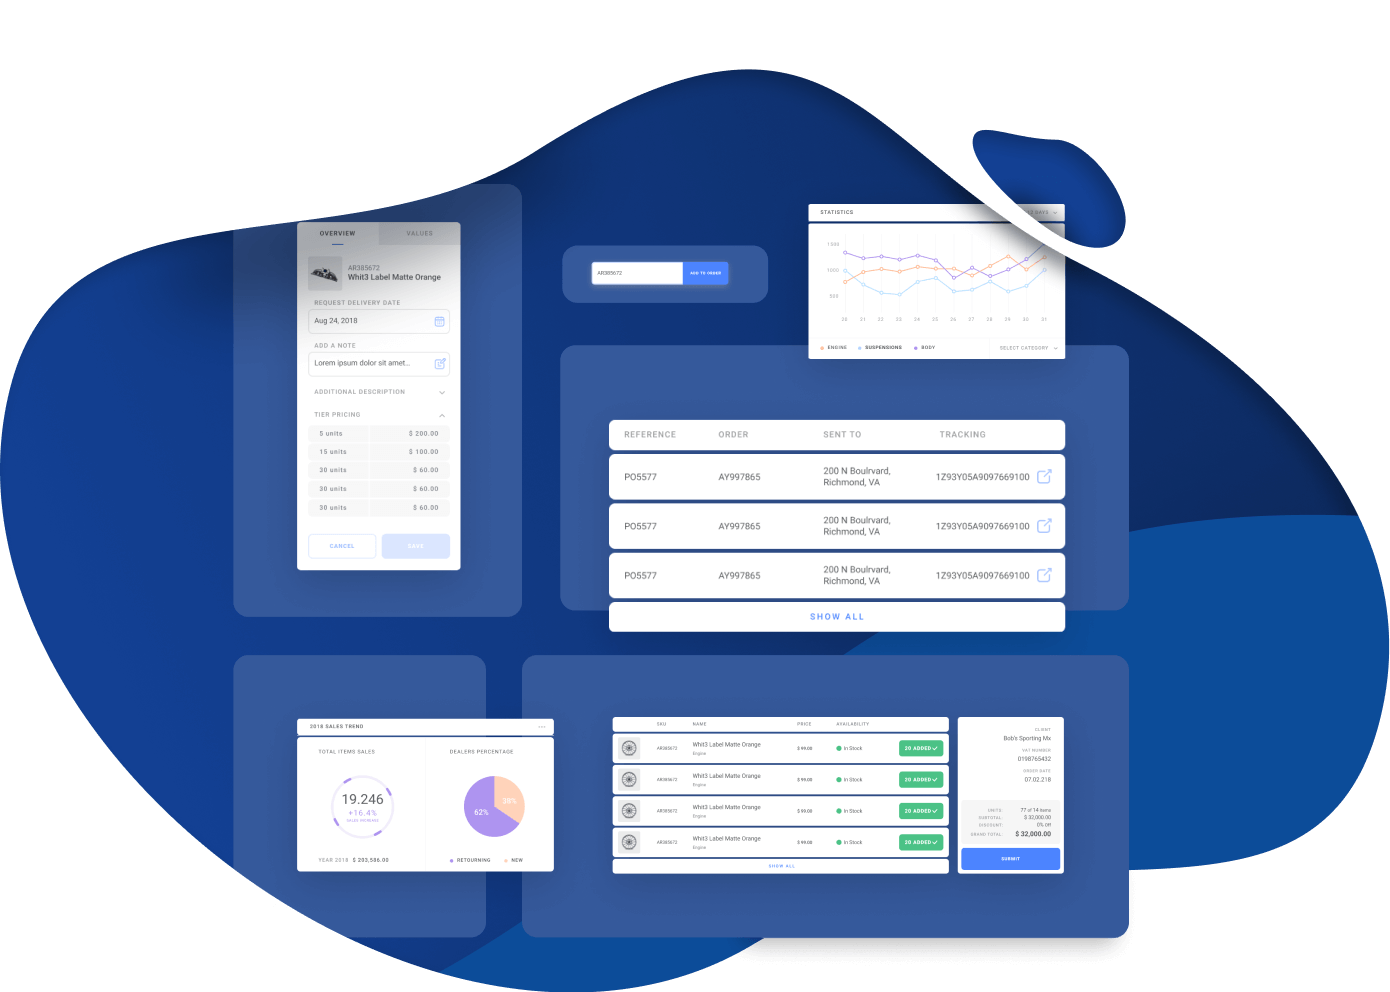 OVERVIEW VALUES
AR385672
Whit3 Label Matte Orange
REQUEST DELIVERY DATE
Aug 24, 2018
ADD A NOTE
Lorem ipsum dolor sit amet...
ADDITIONAL DESCRIPTION
TIER PRICING
5 units $ 200.00
15 units $ 100.00
30 units $ 60.00
30 units $ 60.00
30 units $ 60.00
CANCEL SAVE
AR385672 ADD TO ORDER
STATISTICS DAYS
1500
1000
500
20 21 22 23 24 25 26 27 28 29 30 31
ENGINE SUSPENSIONS BODY SELECT CATEGORY
REFERENCE ORDER SENT TO TRACKING
PO5577 AY997865 200 N Boulrvard, 1Z93Y05A9097669100
Richmond, VA
PO5577 AY997865 200 N Boulrvard, 1Z93Y05A9097669100
Richmond, VA
PO5577 AY997865 200 N Boulrvard, 1Z93Y05A9097669100
Richmond, VA
SHOW ALL
2018 SALES TREND
TOTAL ITEMS SALES
19.246
+16.4%
SALES INCREASE
YEAR 2018 $ 203,586.00
DEALERS PERCENTAGE
62% 38%
RETOURNING NEW
SKU NAME PRICE AVAILABILITY
AR385672 Whit3 Label Matte Orange $ 99.00 In Stock 20 ADDED
Engine
AR385672 Whit3 Label Matte Orange $ 99.00 In Stock 20 ADDED
Engine
AR385672 Whit3 Label Matte Orange $ 99.00 In Stock 20 ADDED
Engine
AR385672 Whit3 Label Matte Orange $ 99.00 In Stock 20 ADDED
Engine
SHOW ALL
CLIENT
Bob's Sporting Mx
VAT NUMBER
0198765432
ORDER DATE
07.02.218
UNITS: 77 of 14 items
SUBTOTAL: $ 32,000.00
DISCOUNT: 0% Off
GRAND TOTAL: $ 32,000.00
SUBMIT